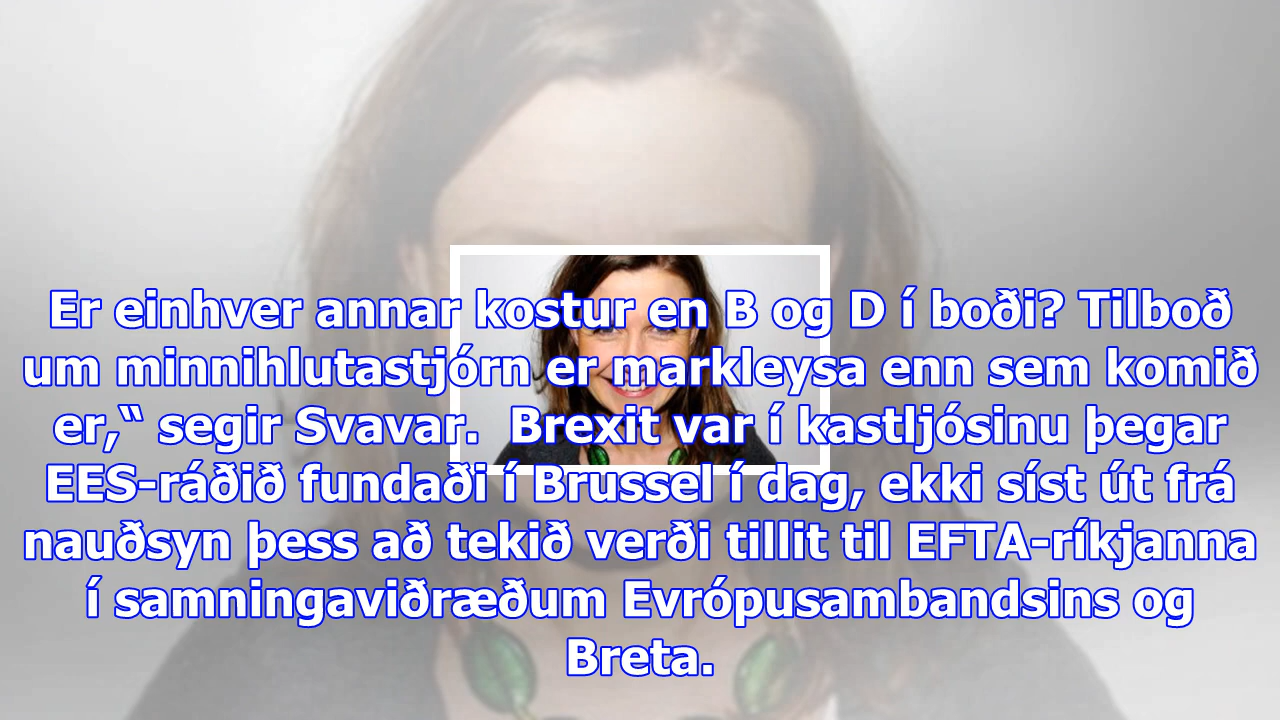 Er einhver annar kostur en B og D í boði? Tilboð
um minnihlutastjórn er markleysa enn sem komið
er,“ segir Svavar.  Brexit var í kastljósinu þegar
EES-ráðið fundaði í Brussel í dag, ekki síst út frá
nauðsyn þess að tekið verði tillit til EFTA-ríkjanna
í samningaviðræðum Evrópusambandsins og
Breta.